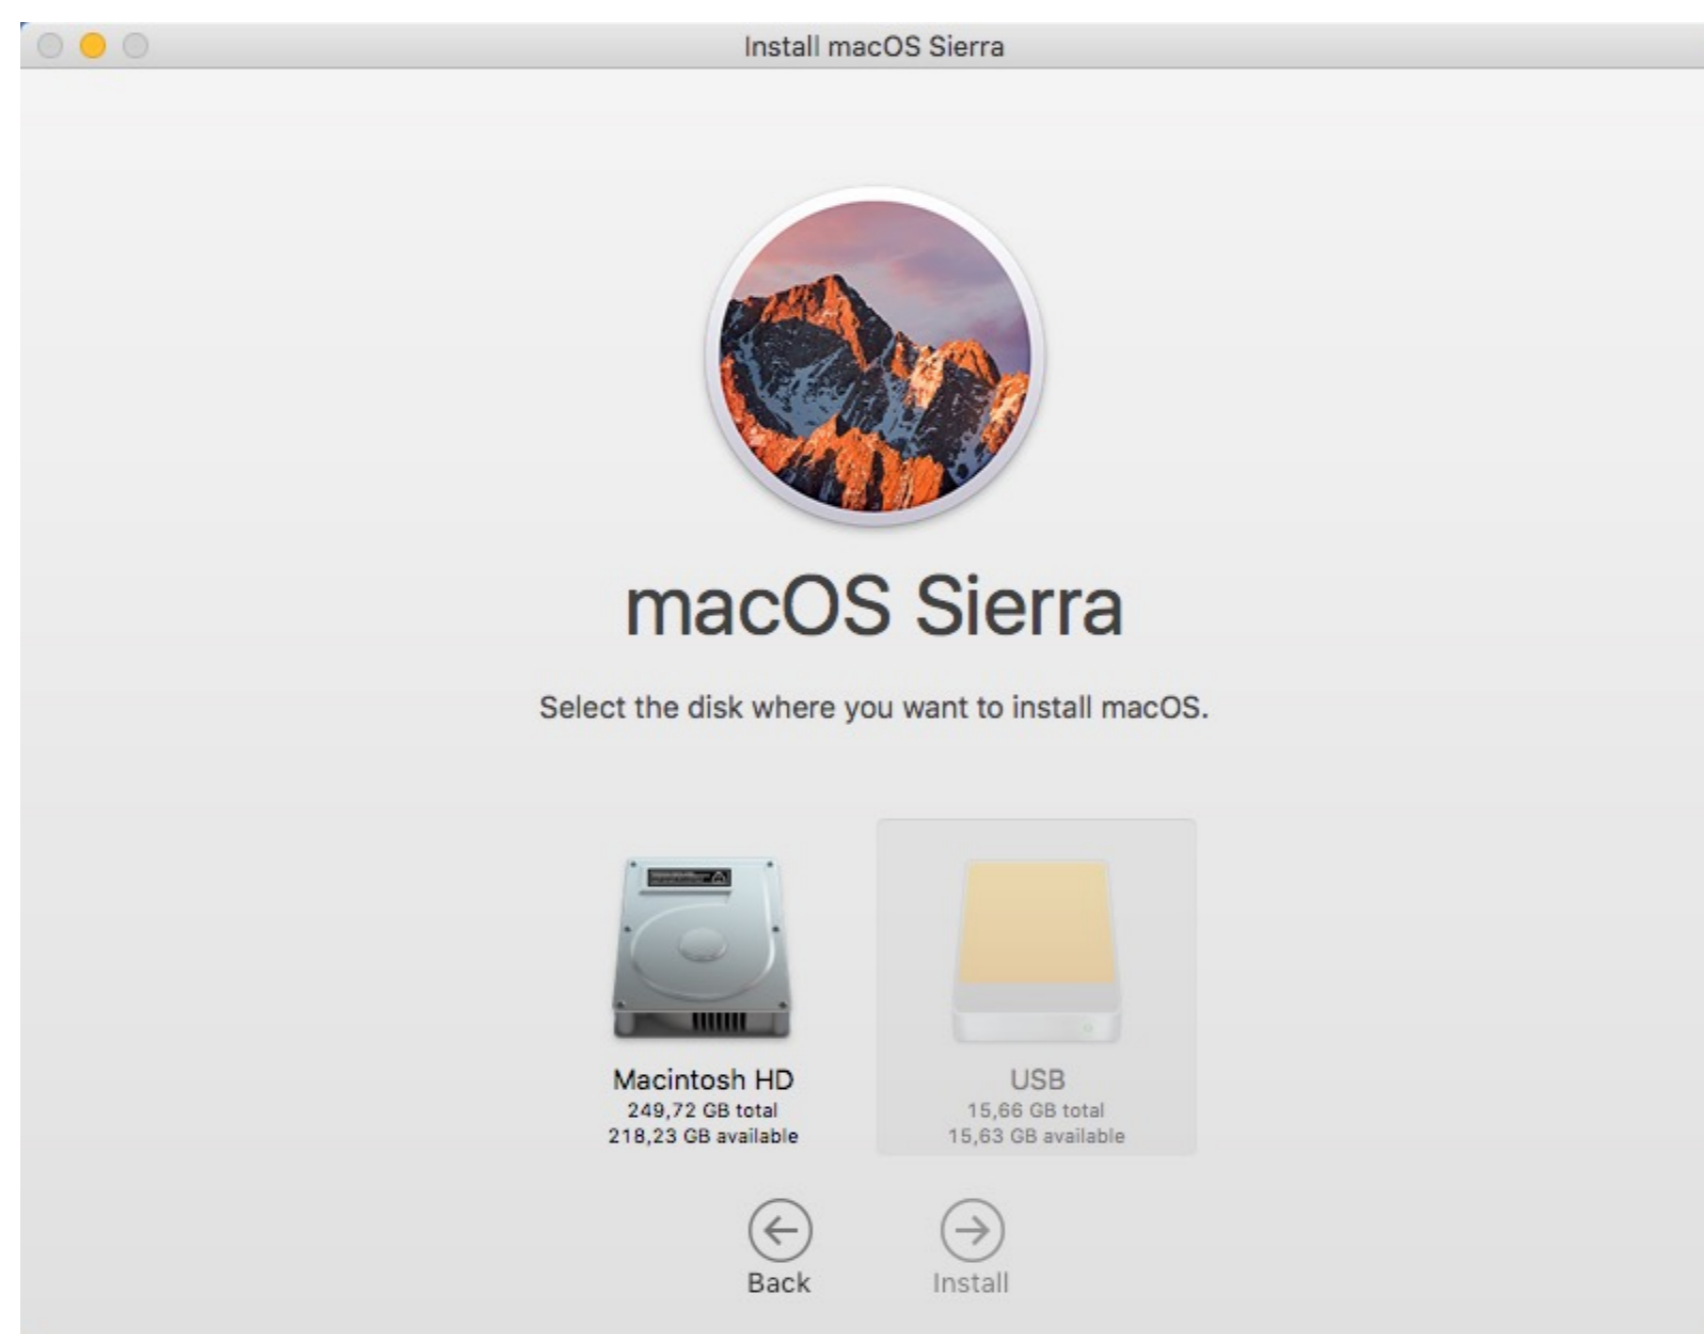 Install macOS Sierra
macOS Sierra
Select the disk where you want to install macOS.
Macintosh HD
249,72 GB total
218,23 GB available
USB
15,66 GB total
15,63 GB available
Back
Install